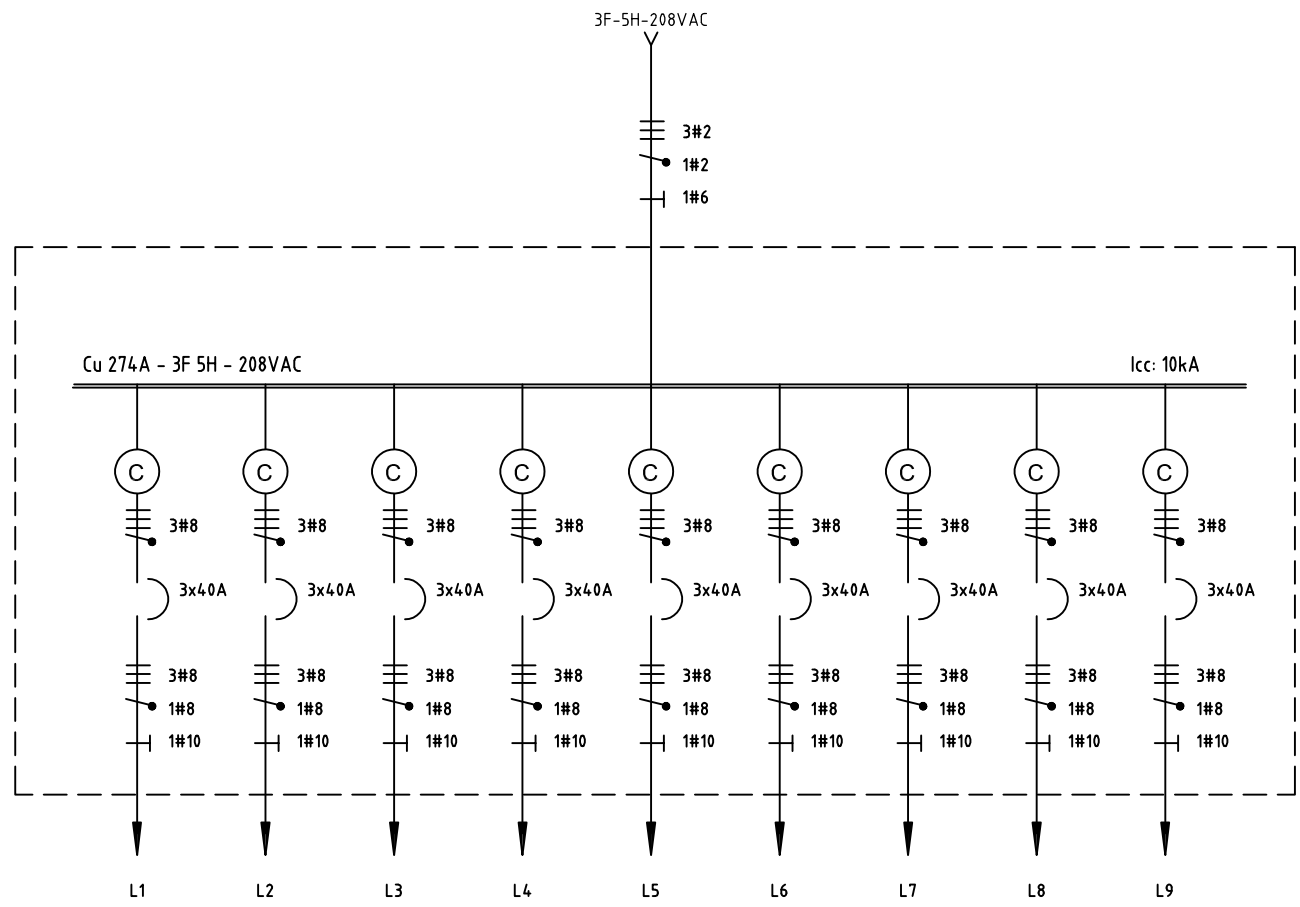 3F-5H-208VAC
3#2
1#2
1#6
Cu 274A - 3F 5H - 208VAC Icc: 10kA
C C C C C C C C C
3#8 3#8 3#8 3#8 3#8 3#8 3#8 3#8 3#8
3x40A 3x40A 3x40A 3x40A 3x40A 3x40A 3x40A 3x40A 3x40A
3#8 3#8 3#8 3#8 3#8 3#8 3#8 3#8 3#8
1#8 1#8 1#8 1#8 1#8 1#8 1#8 1#8 1#8
1#10 1#10 1#10 1#10 1#10 1#10 1#10 1#10 1#10
L1 L2 L3 L4 L5 L6 L7 L8 L9